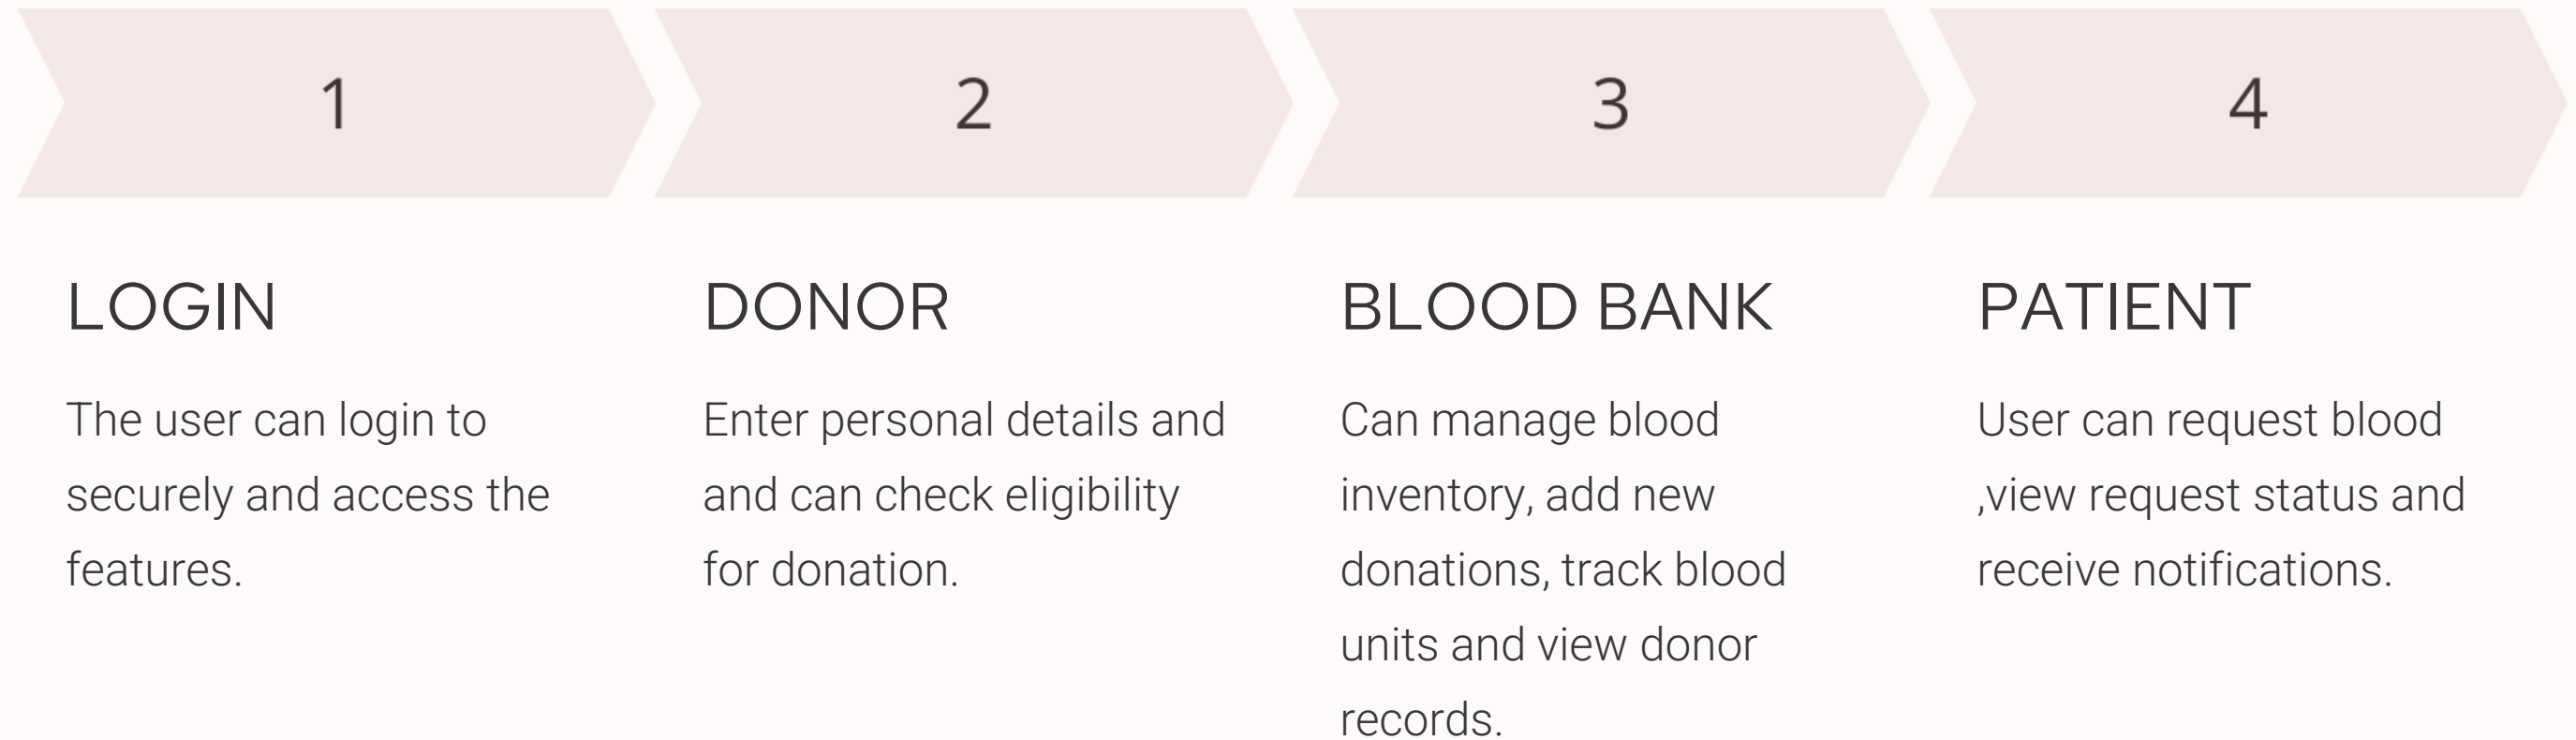 1
2
3
4
LOGIN
The user can login to
securely and access the
features.
DONOR
Enter personal details and
and can check eligibility
for donation.
BLOOD BANK
Can manage blood
inventory, add new
donations, track blood
units and view donor
records.
PATIENT
User can request blood
,view request status and
receive notifications.